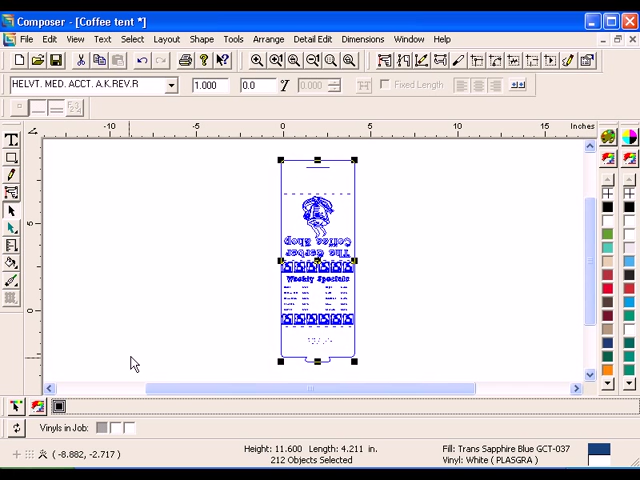 Composer - [Coffee tent *]
File Edit View Text Select Layout Shape Tools Arrange Detail Edit Dimensions Window Help
HELVT. MED. ACCT. A.K.REV.R 1.000 0.0 0.000 Fixed Length
-10 -5 0 5 10 15 Inches
5
0
The Gerber
Coffee Shop
Weekly Specials
Vinyls in Job:
(-8.882, -2.717)
Height: 11.600 Length: 4.211 in.
212 Objects Selected
Fill: Trans Sapphire Blue GCT-037
Vinyl: White (PLASGRA)